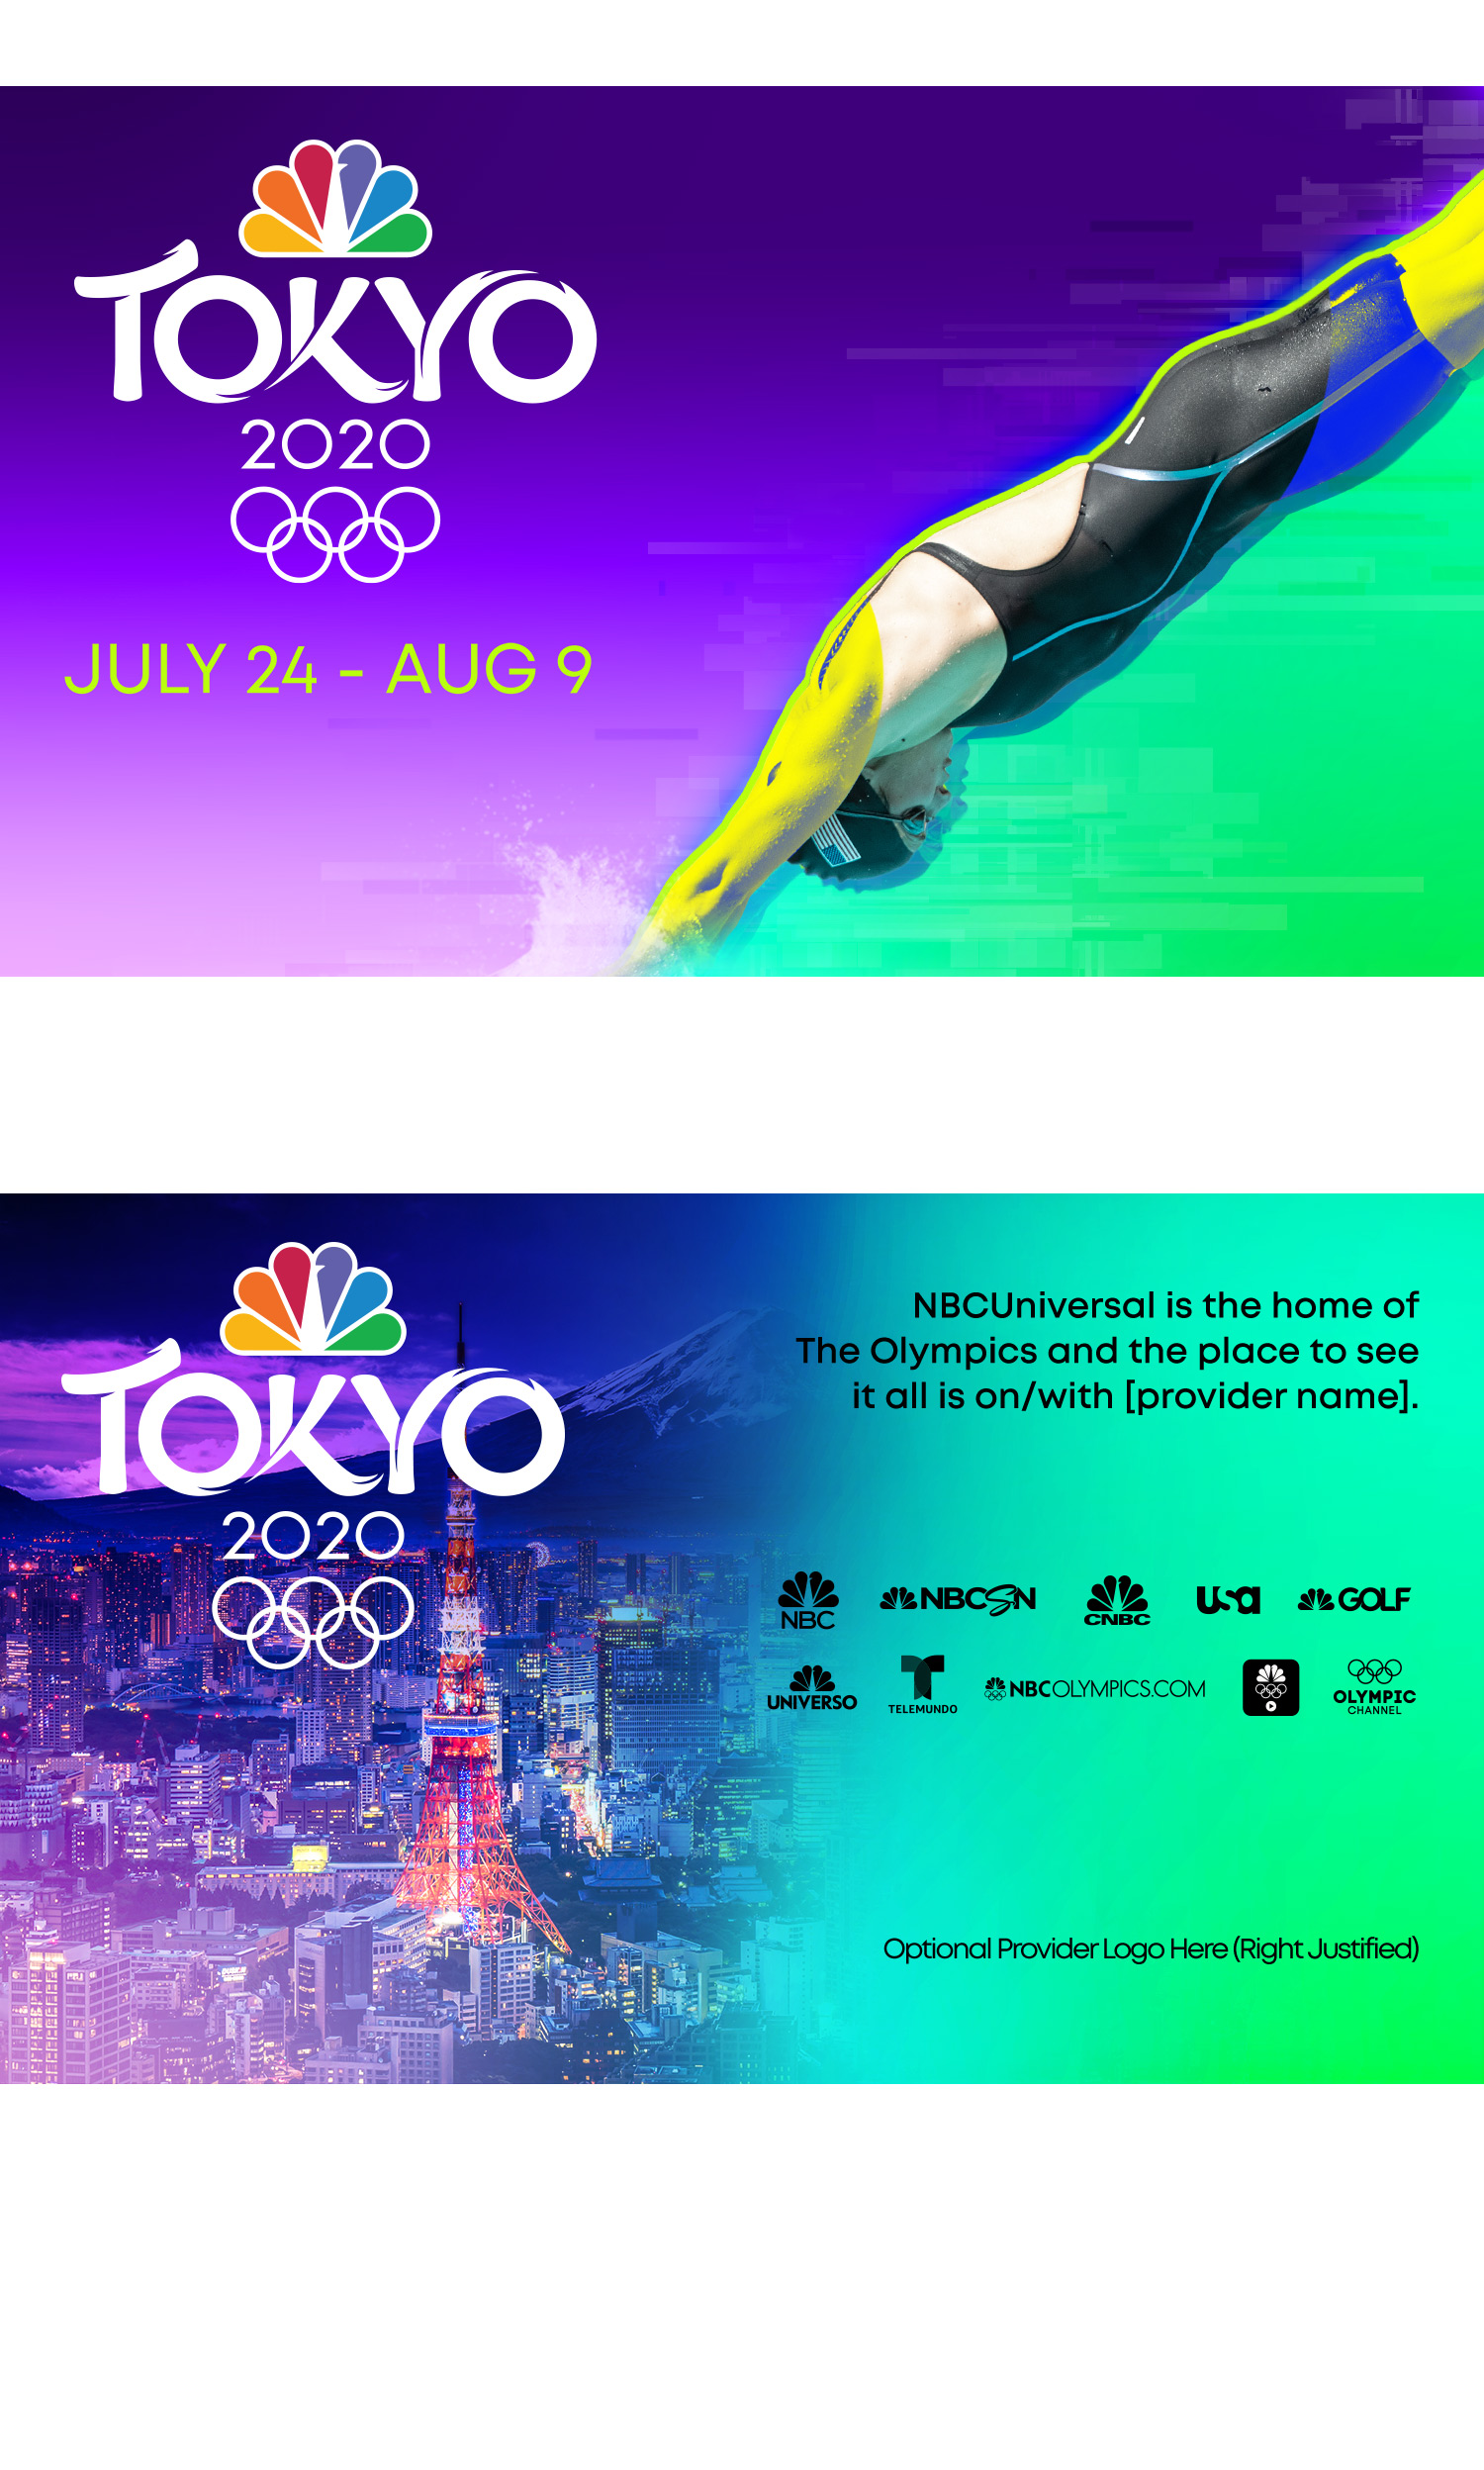 TOKYO
2020
JULY 24 - AUG 9
TOKYO
2020
NBCUniversal is the home of
The Olympics and the place to see
it all is on/with [provider name].
NBC NBCSN CNBC USA GOLF
UNIVERSO TELEMUNDO NBCOLYMPICS.COM OLYMPIC CHANNEL
Optional Provider Logo Here (Right Justified)